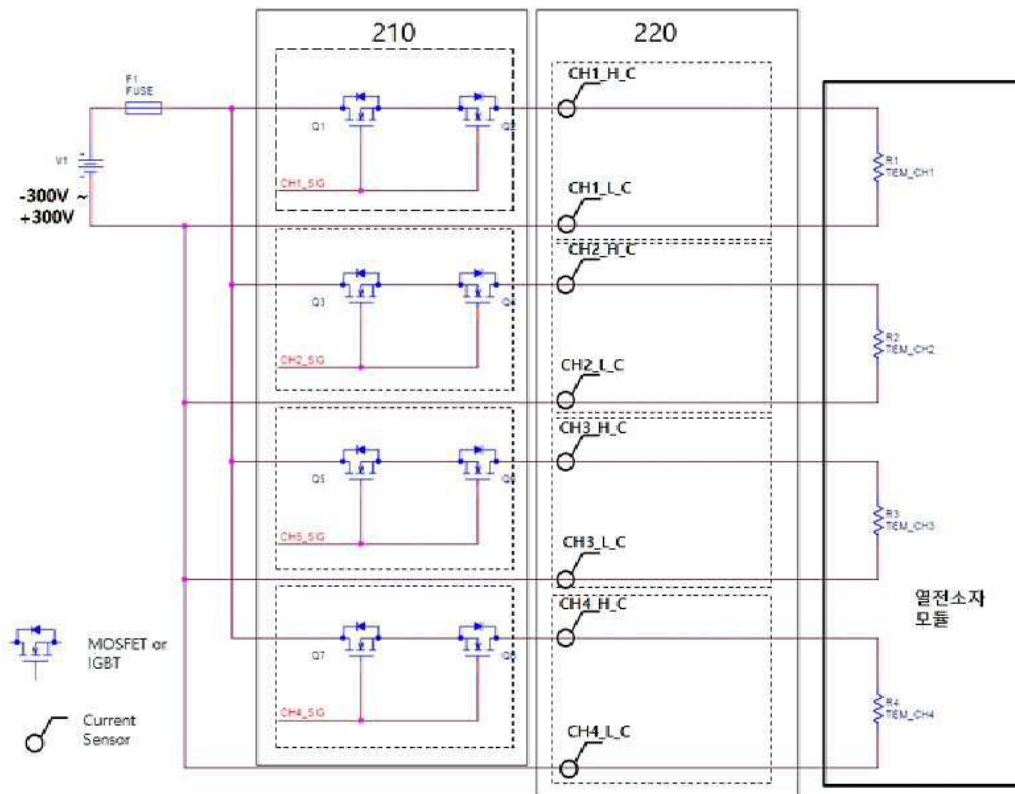 210
220
F1
FUSE
V1
-300V ~
+300V
Q1
Q2
CH1_SIG
CH1_H_C
CH1_L_C
R1
TEM_CH1
Q3
CH2_SIG
CH2_H_C
CH2_L_C
R2
TEM_CH2
Q5
CH3_SIG
CH3_H_C
CH3_L_C
R3
TEM_CH3
Q7
CH4_SIG
CH4_H_C
CH4_L_C
R4
TEM_CH4
열전소자
모듈
MOSFET or
IGBT
Current
Sensor